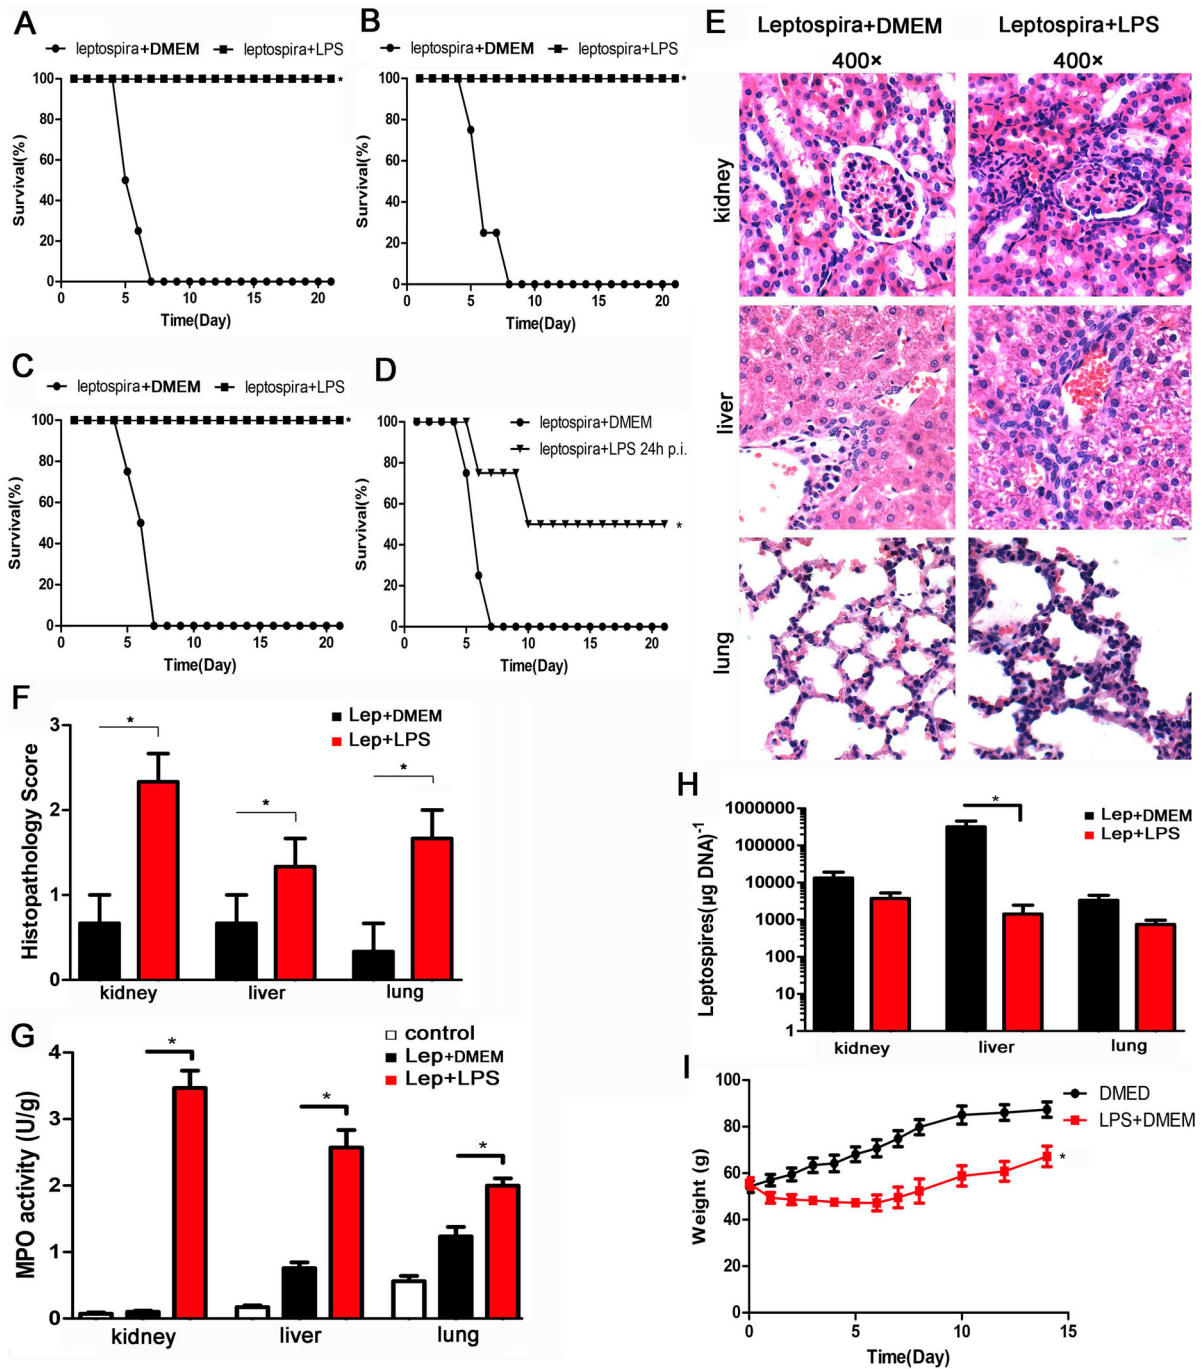 A
leptospira+DMEM leptospira+LPS
100
80
60
40
20
0
Survival(%)
*
0 5 10 15 20
Time(Day)
B
leptospira+DMEM leptospira+LPS
100
80
60
40
20
0
Survival(%)
*
0 5 10 15 20
Time(Day)
C
leptospira+DMEM leptospira+LPS
100
80
60
40
20
0
Survival(%)
*
0 5 10 15 20
Time(Day)
D
leptospira+DMEM
leptospira+LPS 24h p.i.
100
80
60
40
20
0
Survival(%)
*
0 5 10 15 20
Time(Day)
E
Leptospira+DMEM Leptospira+LPS
400× 400×
kidney
liver
lung
F
Lep+DMEM
Lep+LPS
3
2
1
0
Histopathology Score
* * *
kidney liver lung
G
control
Lep+DMEM
Lep+LPS
4
3
2
1
0
MPO activity (U/g)
* * *
kidney liver lung
H
Lep+DMEM
Lep+LPS
1000000
100000
10000
1000
100
10
1
Leptospires(µg DNA)-1
*
kidney liver lung
I
DMED
LPS+DMEM
100
80
60
40
20
0
Weight (g)
*
0 5 10 15
Time(Day)